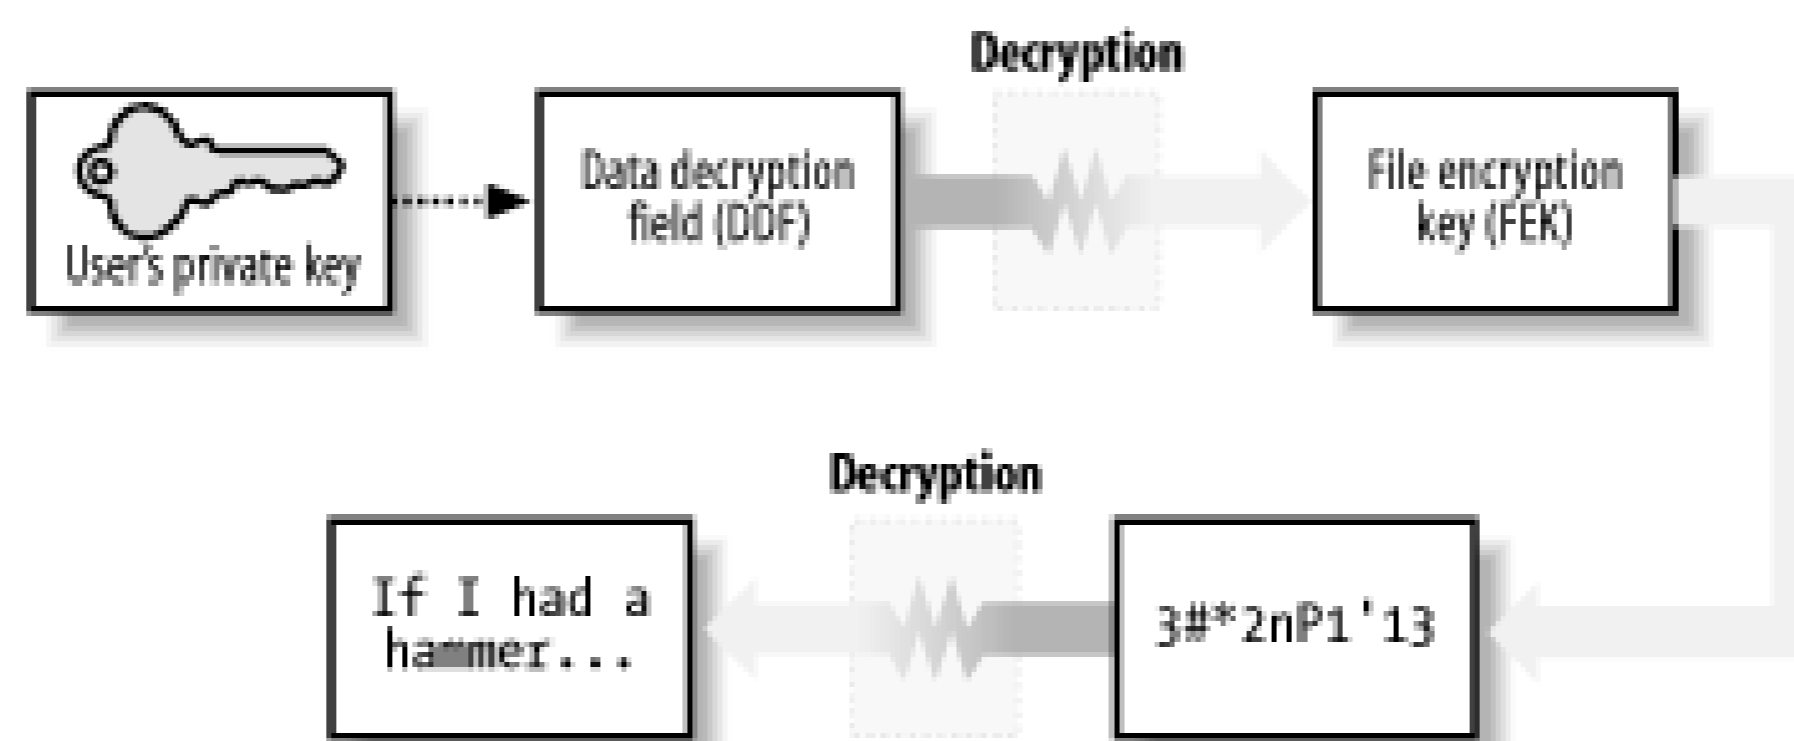 Decryption
User's private key
Data decryption
field (DDF)
File encryption
key (FEK)
Decryption
If I had a
hammer...
3#*2nP1'13